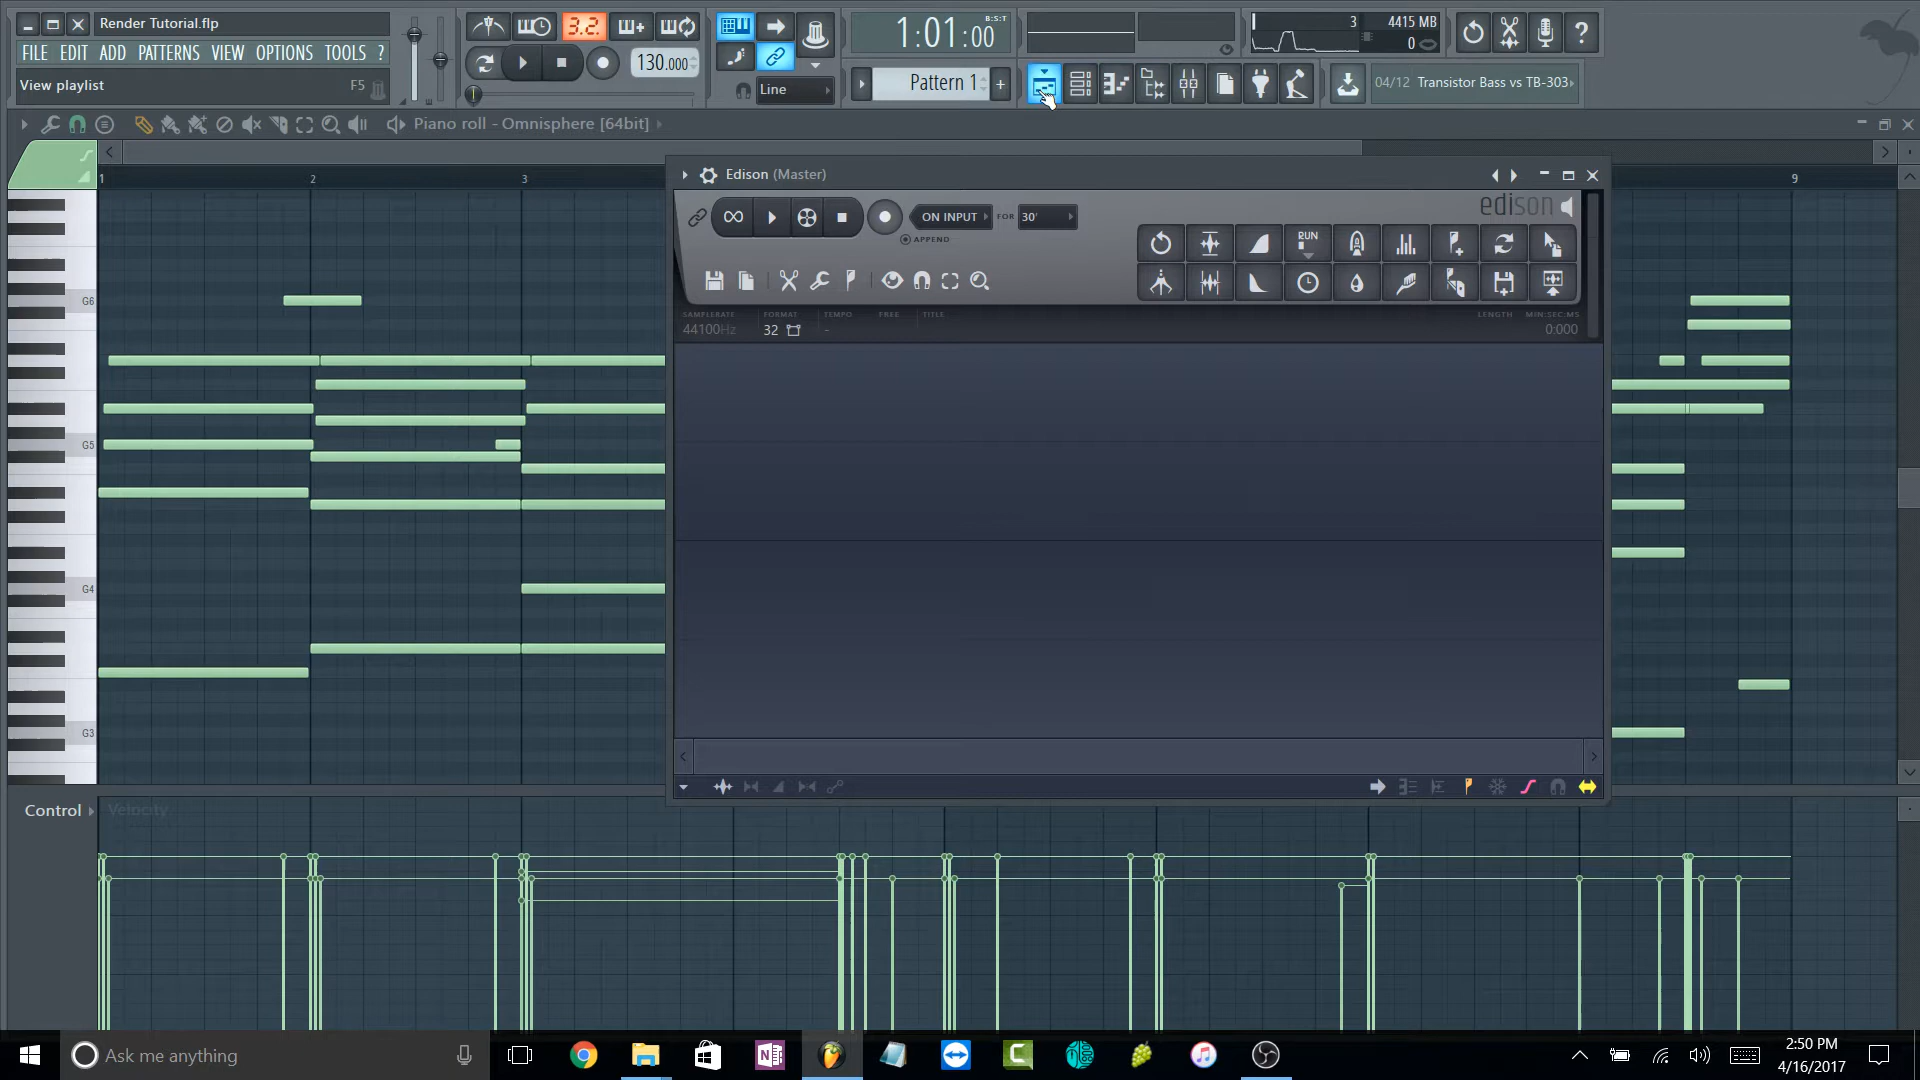 Render Tutorial.flp
FILE EDIT ADD PATTERNS VIEW OPTIONS TOOLS ?
View playlist F5
3.2.
130.000
Line
1:01:00
B:S:T
Pattern 1
+
3 4415 MB
0
?
04/12 Transistor Bass vs TB-303
Piano roll - Omnisphere [64bit]
1 2 3 9
Edison (Master)
ON INPUT FOR 30'
APPEND
edison
RUN
SAMPLERATE FORMAT TEMPO FREE TITLE LENGTH MIN:SEC:MS
44100Hz 32 - 0:000
G6
G5
G4
G3
Control Velocity
Ask me anything
2:50 PM
4/16/2017